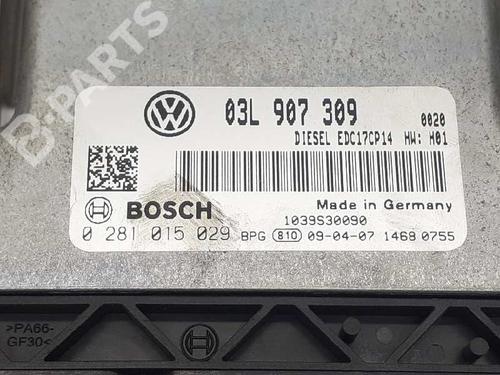 B-PARTS
VW
03L 907 309 0020
DIESEL EDC17CP14 HW: H01
Made in Germany
BOSCH 1039S30090
0 281 015 029 BPG 810 09-04-07 1468 0755
>PA66-
GF30<